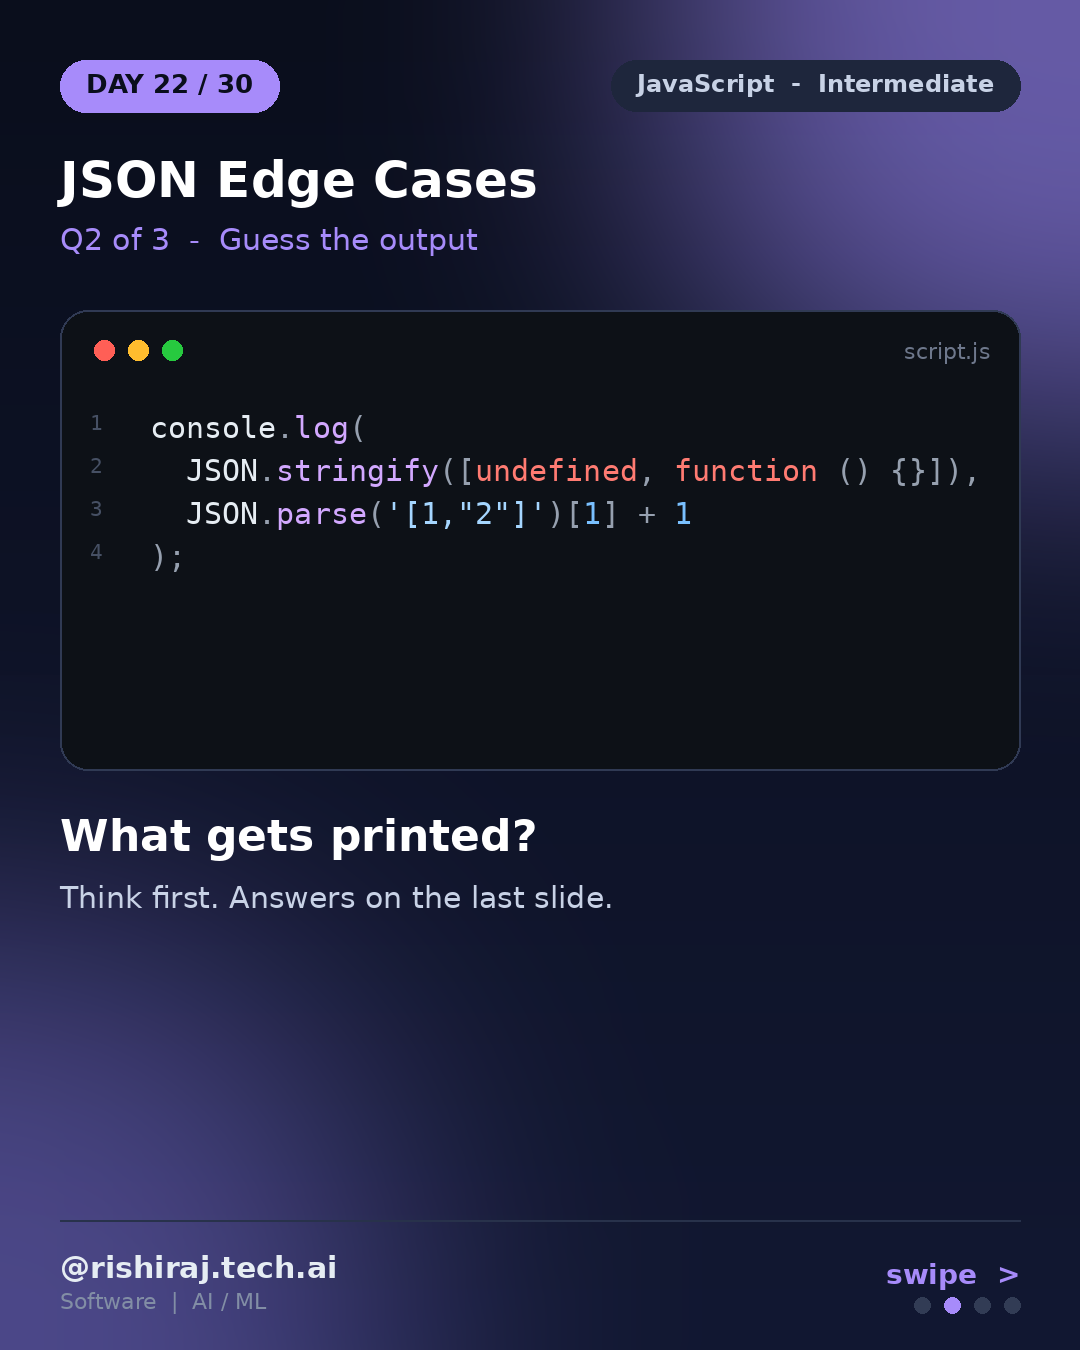 DAY 22 / 30
JavaScript - Intermediate
JSON Edge Cases
Q2 of 3 - Guess the output
script.js
1 console.log(
2 JSON.stringify([undefined, function () {}]),
3 JSON.parse('[1,"2"]')[1] + 1
4 );
What gets printed?
Think first. Answers on the last slide.
@rishiraj.tech.ai
Software | AI / ML
swipe >